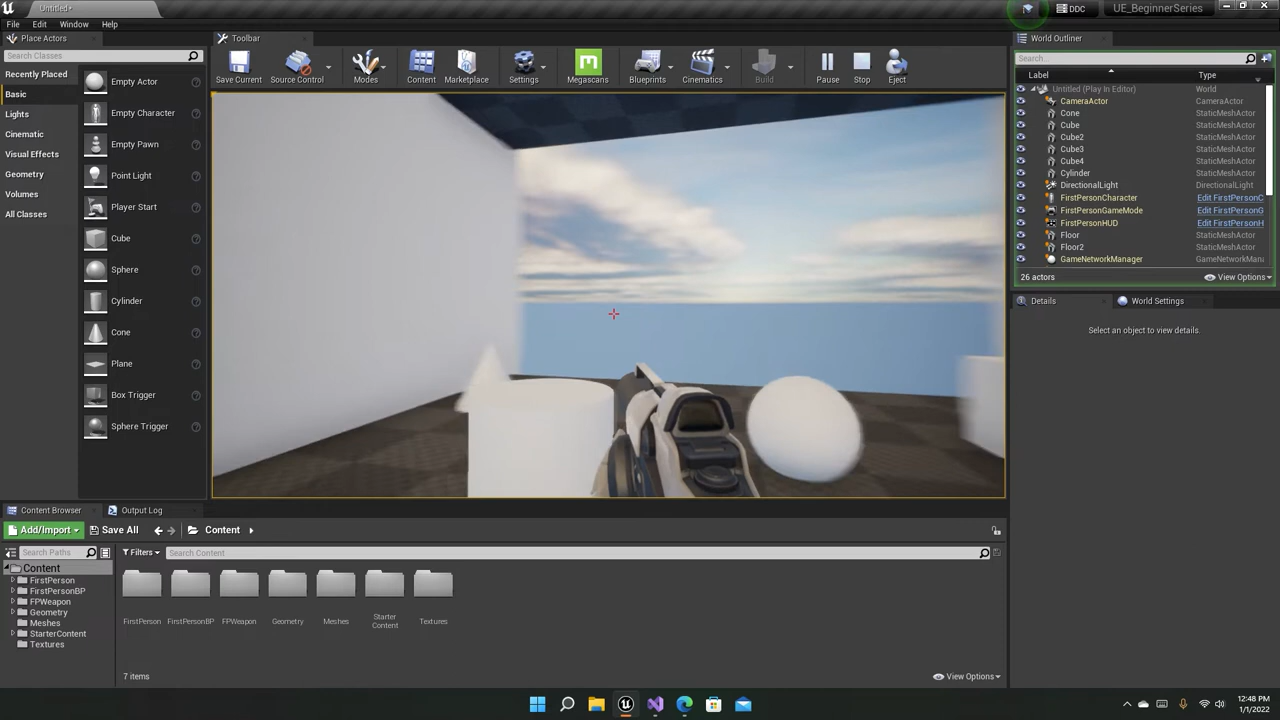 Untitled*
DDC
UE_BeginnerSeries
File Edit Window Help
Place Actors
Search Classes
Recently Placed
Basic
Lights
Cinematic
Visual Effects
Geometry
Volumes
All Classes
Empty Actor
Empty Character
Empty Pawn
Point Light
Player Start
Cube
Sphere
Cylinder
Cone
Plane
Box Trigger
Sphere Trigger
Toolbar
Save Current
Source Control
Modes
Content
Marketplace
Settings
Megascans
Blueprints
Cinematics
Build
Pause
Stop
Eject
World Outliner
Search...
Label Type
Untitled (Play In Editor) World
CameraActor CameraActor
Cone StaticMeshActor
Cube StaticMeshActor
Cube2 StaticMeshActor
Cube3 StaticMeshActor
Cube4 StaticMeshActor
Cylinder StaticMeshActor
DirectionalLight DirectionalLight
FirstPersonCharacter Edit FirstPersonC
FirstPersonGameMode Edit FirstPersonG
FirstPersonHUD Edit FirstPersonH
Floor StaticMeshActor
Floor2 StaticMeshActor
GameNetworkManager GameNetworkMan
26 actors View Options
Details World Settings
Select an object to view details.
Content Browser Output Log
Add/Import Save All Content
Search Paths Filters Search Content
Content
FirstPerson
FirstPersonBP
FPWeapon
Geometry
Meshes
StarterContent
Textures
FirstPerson
FirstPersonBP
FPWeapon
Geometry
Meshes
Starter
Content
Textures
7 items View Options
12:48 PM
1/1/2022